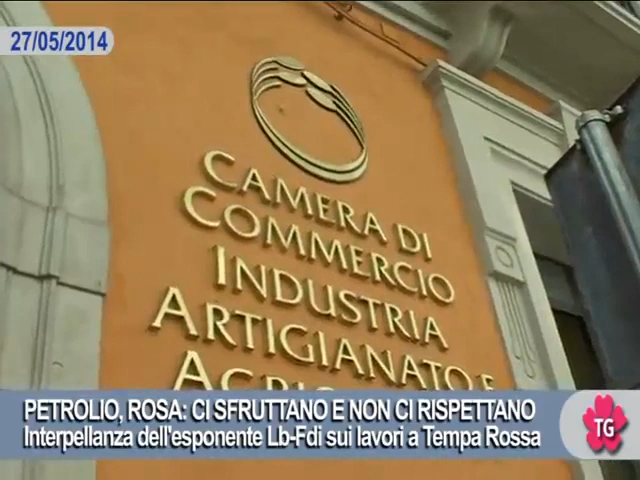 27/05/2014
CAMERA DI
COMMERCIO
INDUSTRIA
ARTIGIANATO E
PETROLIO, ROSA: CI SFRUTTANO E NON CI RISPETTANO
Interpellanza dell'esponente Lb-Fdi sui lavori a Tempa Rossa
TG